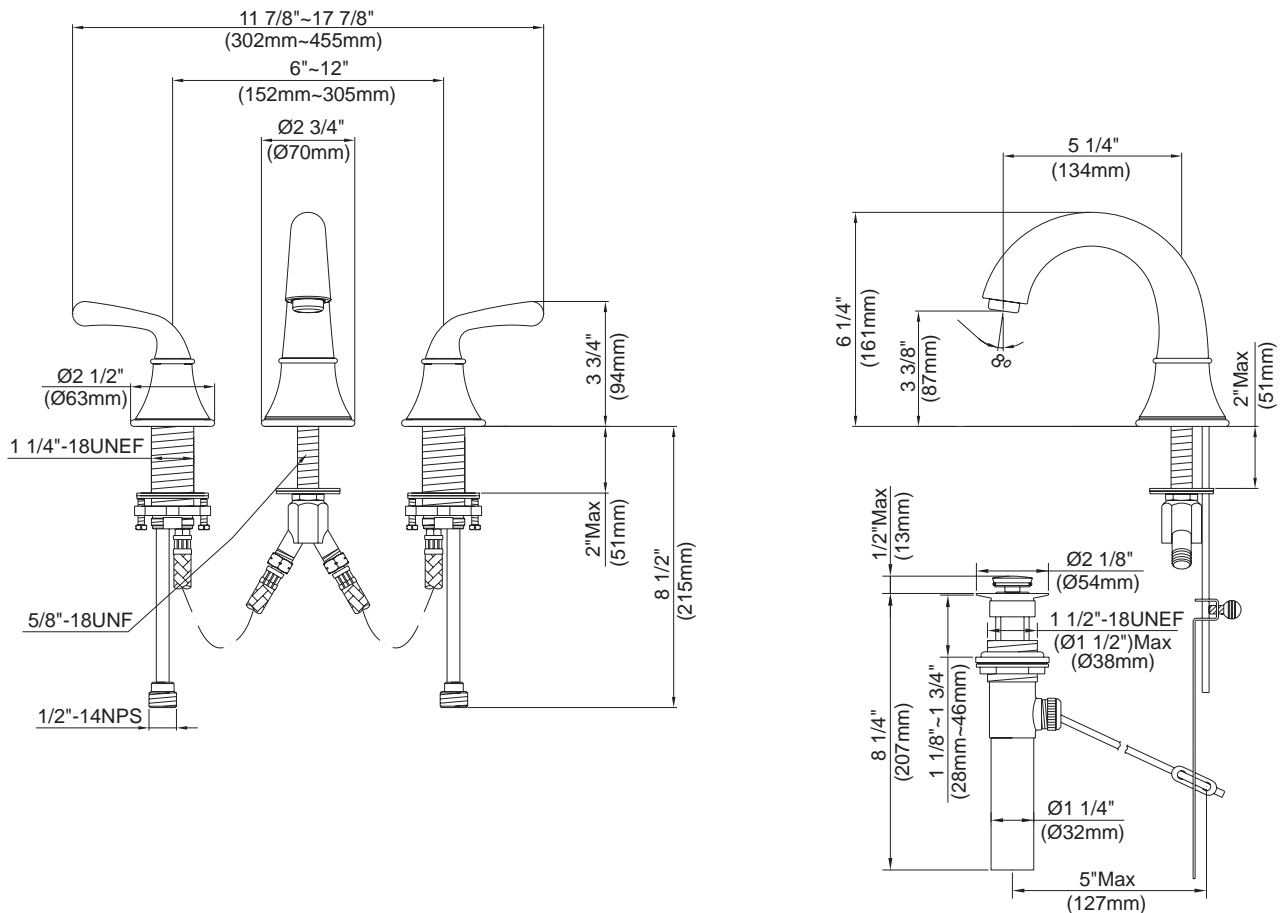 11 7/8"~17 7/8"
(302mm~455mm)
6"~12"
(152mm~305mm)
Ø2 3/4"
(Ø70mm)
Ø2 1/2"
(Ø63mm)
1 1/4"-18UNEF
5/8"-18UNF
1/2"-14NPS
3 3/4"
(94mm)
2"Max
(51mm)
8 1/2"
(215mm)
5 1/4"
(134mm)
6 1/4"
(161mm)
3 3/8"
(87mm)
8°
2"Max
(51mm)
1/2"Max
(13mm)
Ø2 1/8"
(Ø54mm)
1 1/2"-18UNEF
(Ø1 1/2")Max
(Ø38mm)
8 1/4"
(207mm)
1 1/8"~1 3/4"
(28mm~46mm)
Ø1 1/4"
(Ø32mm)
5"Max
(127mm)